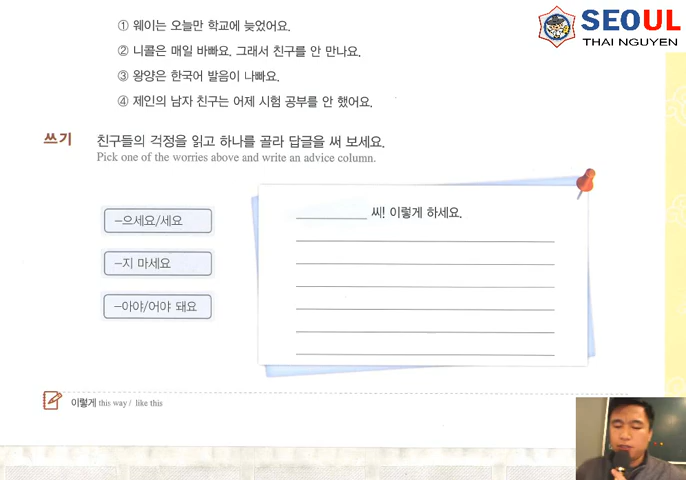 SEOUL
THAI NGUYEN
① 웨이는 오늘만 학교에 늦었어요.
② 니콜은 매일 바빠요. 그래서 친구를 안 만나요.
③ 왕양은 한국어 발음이 나빠요.
④ 제인의 남자 친구는 어제 시험 공부를 안 했어요.
쓰기 친구들의 걱정을 읽고 하나를 골라 답글을 써 보세요.
Pick one of the worries above and write an advice column.
씨! 이렇게 하세요.
-으세요/세요
-지 마세요
-아야/어야 돼요
이렇게 this way / like this